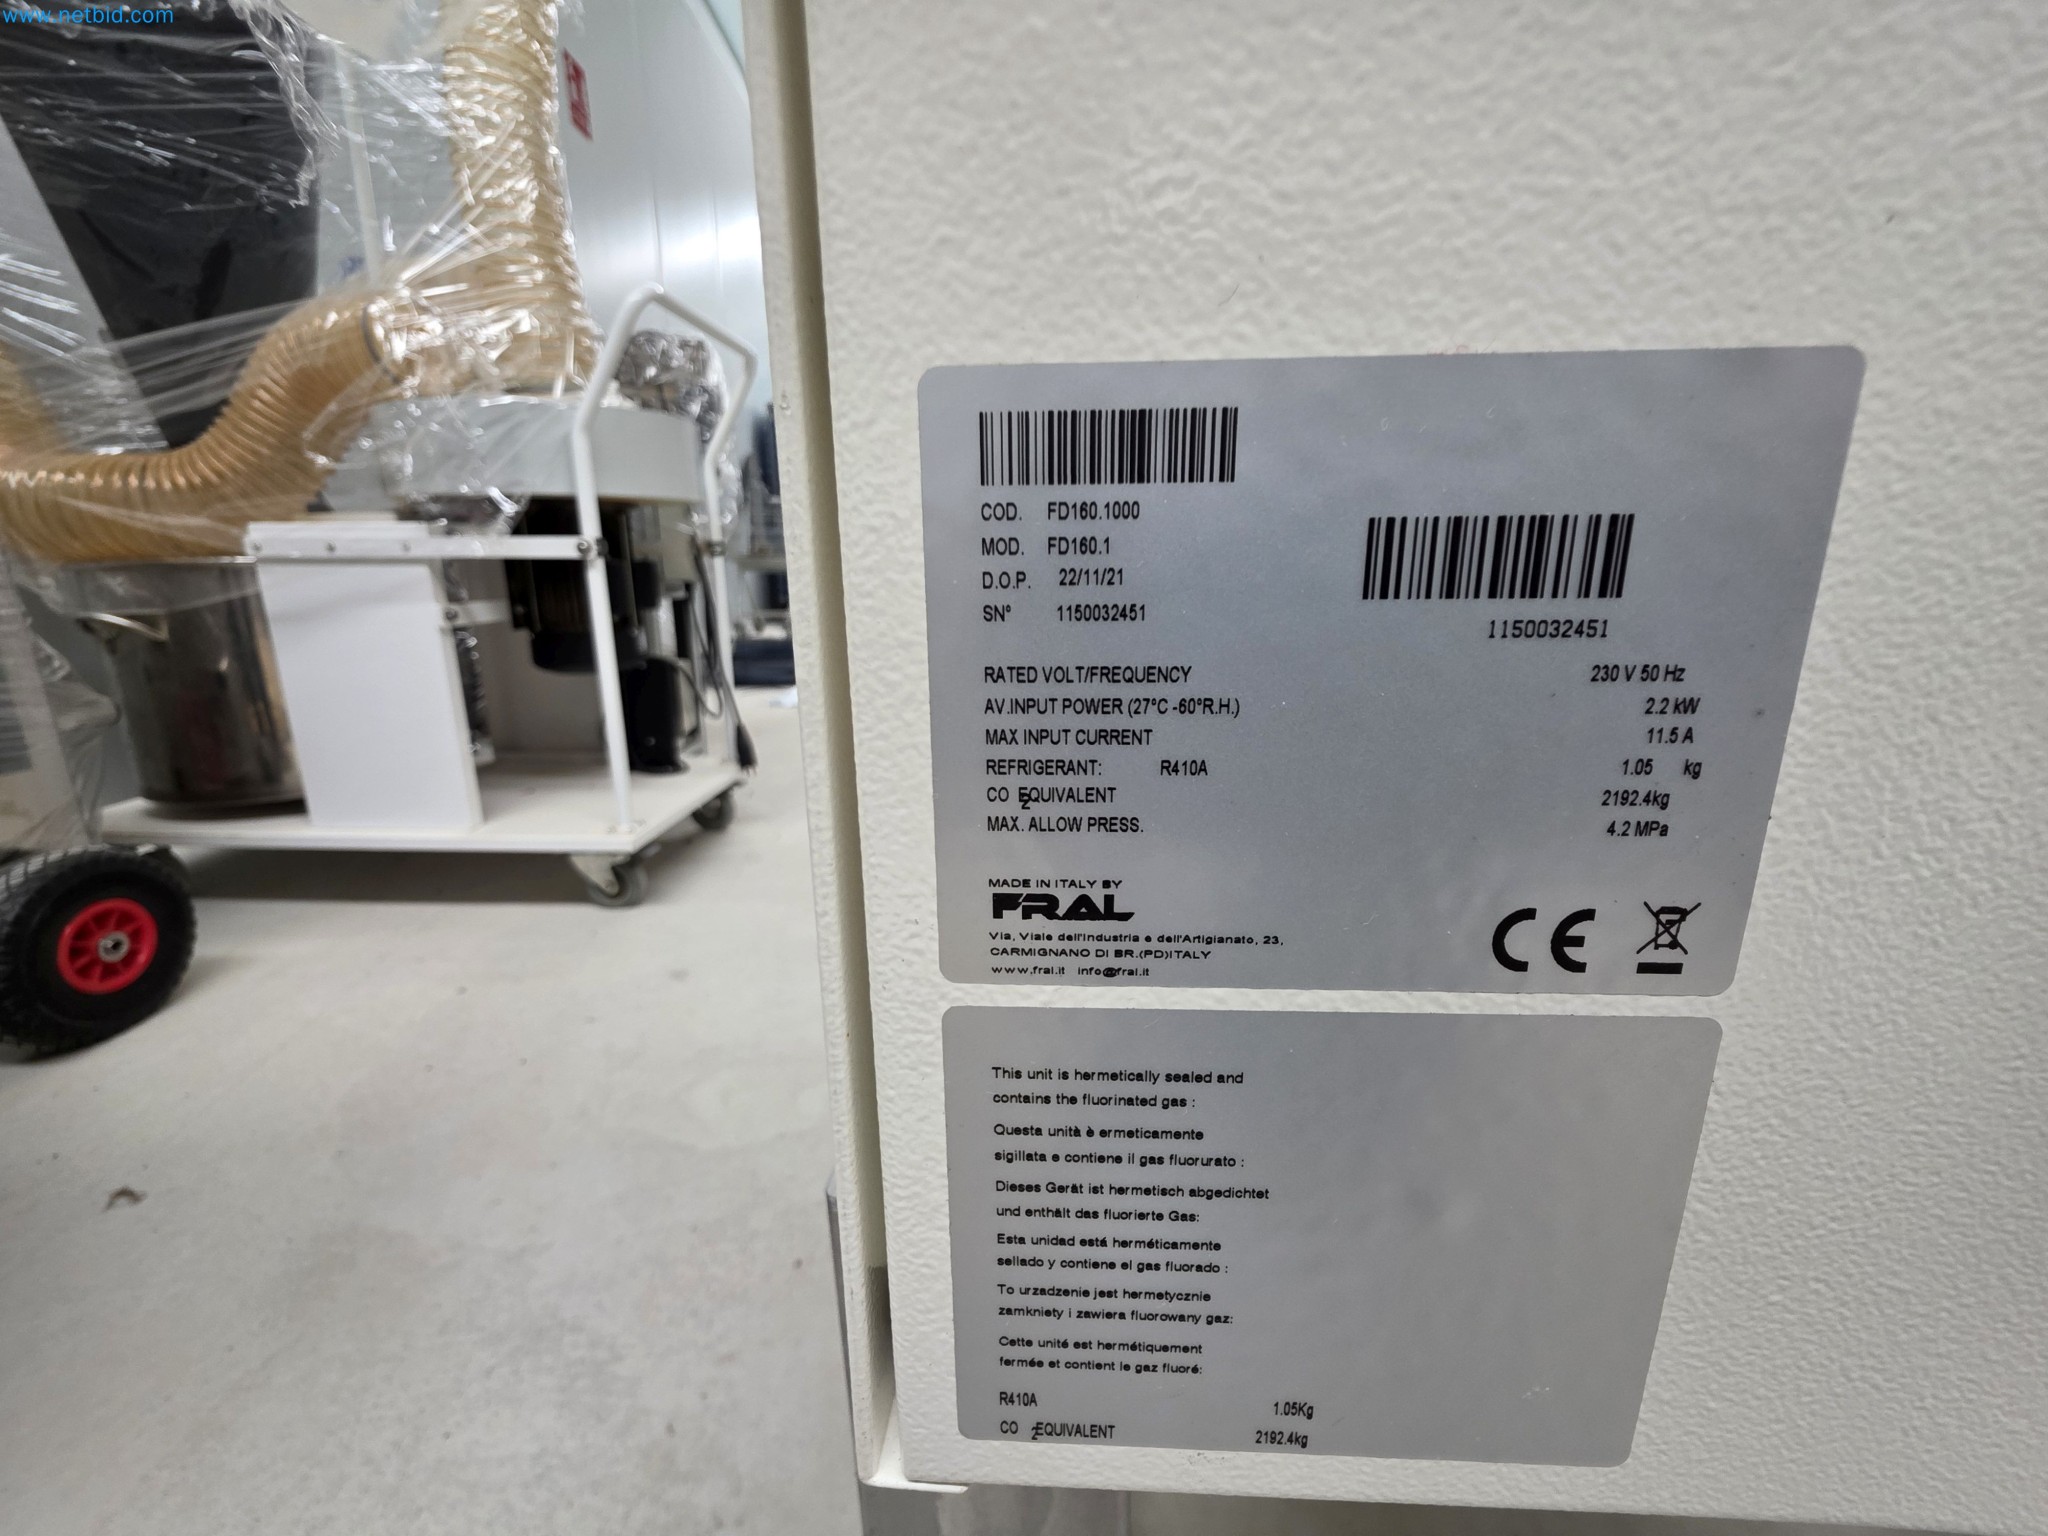 www.netbid.com
COD. FD160.1000
MOD. FD160.1
D.O.P. 22/11/21
SN° 1150032451
1150032451
RATED VOLT/FREQUENCY 230 V 50 Hz
AV.INPUT POWER (27°C -60°R.H.) 2.2 kW
MAX INPUT CURRENT 11.5 A
REFRIGERANT: R410A 1.05 kg
CO2 EQUIVALENT 2192.4kg
MAX. ALLOW PRESS. 4.2 MPa
MADE IN ITALY BY
FRAL
Via, Viale dell'Industria e dell'Artigianato, 23,
CARMIGNANO DI BR.(PD)ITALY
www.fral.it info@fral.it
CE
This unit is hermetically sealed and
contains the fluorinated gas :
Questa unità è ermeticamente
sigillata e contiene il gas fluorurato :
Dieses Gerät ist hermetisch abgedichtet
und enthält das fluorierte Gas:
Esta unidad está herméticamente
sellado y contiene el gas fluorado :
To urzadzenie jest hermetycznie
zamkniety i zawiera fluorowany gaz:
Cette unité est hermétiquement
fermée et contient le gaz fluoré:
R410A 1.05Kg
CO2 EQUIVALENT 2192.4kg